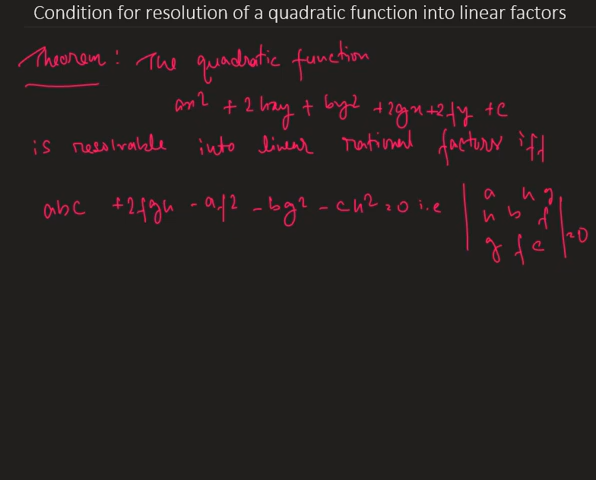 Condition for resolution of a quadratic function into linear factors
Theorem : The quadratic function
ax² + 2hxy + by² + 2gx + 2fy + c
is resolvable into linear rational factors iff
abc + 2fgh - af² - bg² - ch² = 0 i.e | a h g
h b f
g f c | = 0